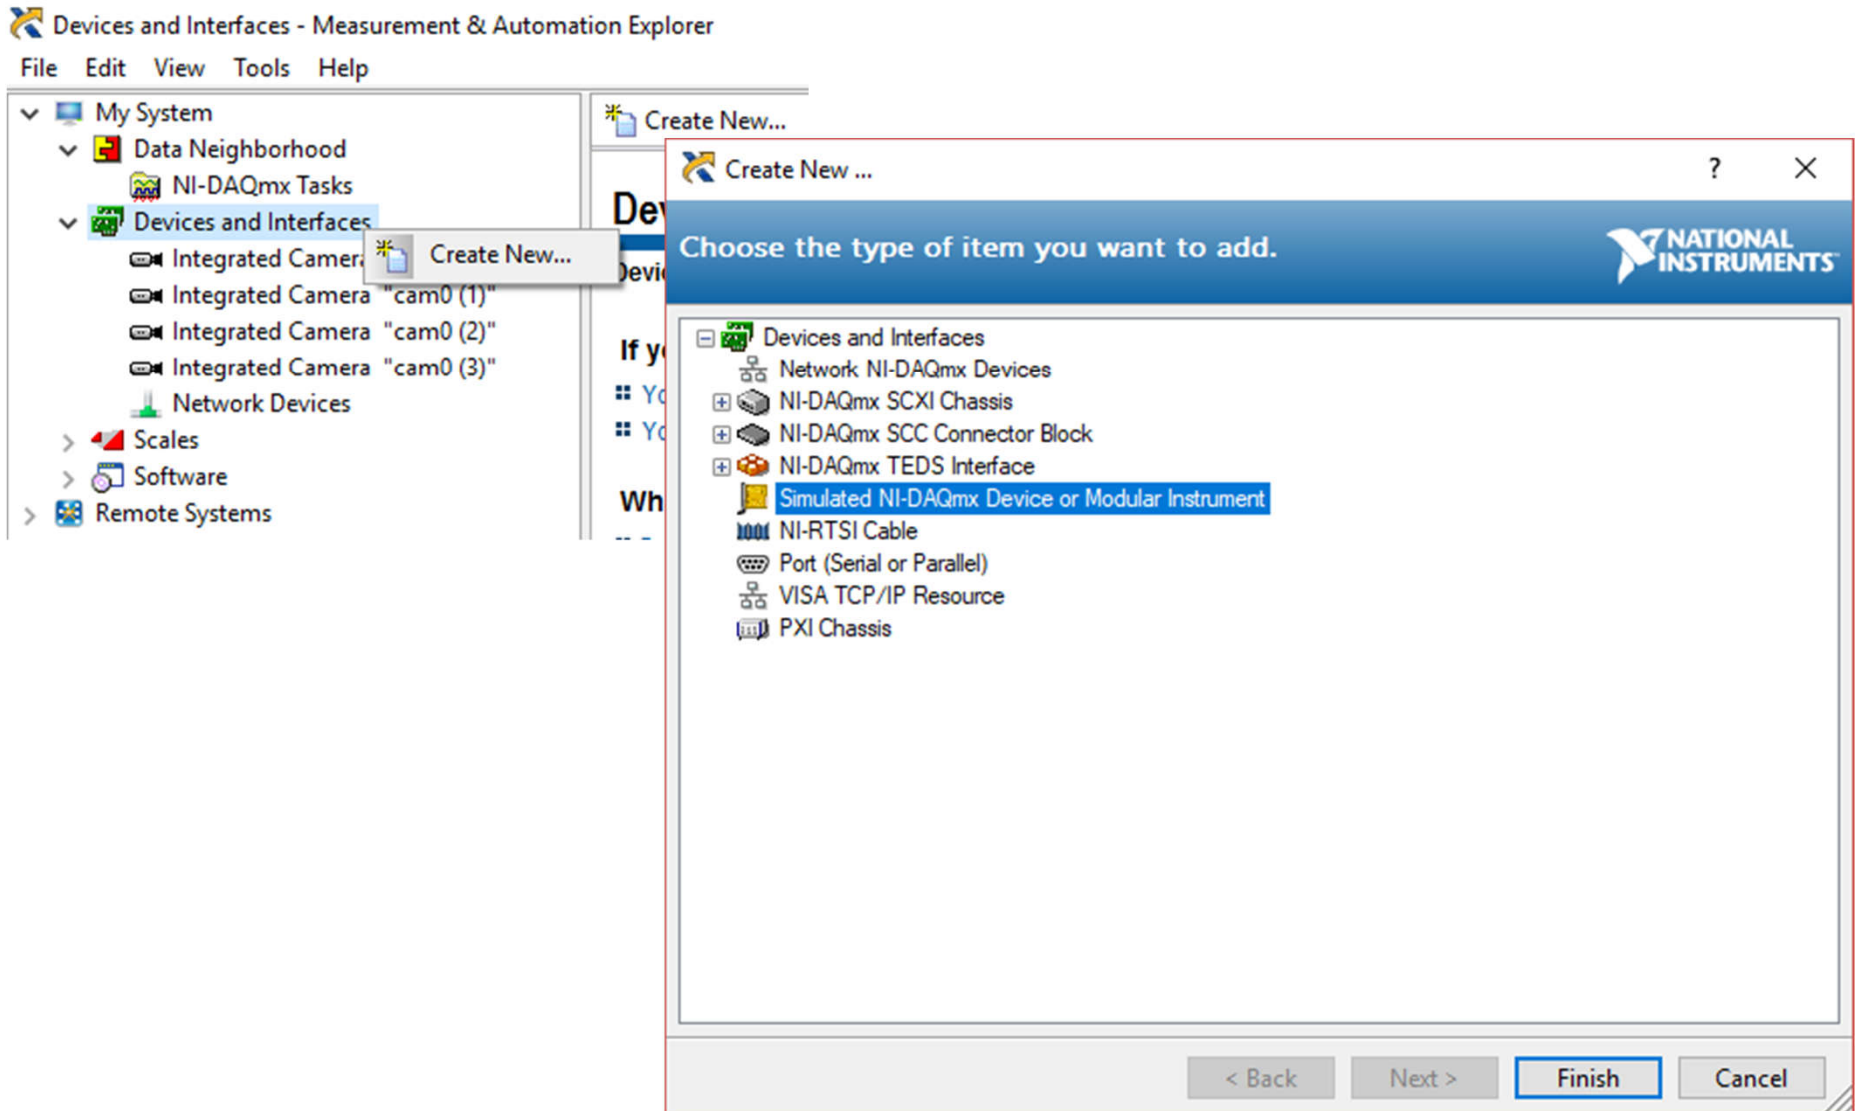 Devices and Interfaces - Measurement & Automation Explorer
File Edit View Tools Help
My System
Data Neighborhood
NI-DAQmx Tasks
Devices and Interfaces
Integrated Camera
Integrated Camera "cam0 (1)"
Integrated Camera "cam0 (2)"
Integrated Camera "cam0 (3)"
Network Devices
Scales
Software
Remote Systems
Create New...
Create New...
If
Create New ...
?
Choose the type of item you want to add.
NATIONAL
INSTRUMENTS
Devices and Interfaces
Network NI-DAQmx Devices
NI-DAQmx SCXI Chassis
NI-DAQmx SCC Connector Block
NI-DAQmx TEDS Interface
Simulated NI-DAQmx Device or Modular Instrument
NI-RTSI Cable
Port (Serial or Parallel)
VISA TCP/IP Resource
PXI Chassis
< Back
Next >
Finish
Cancel